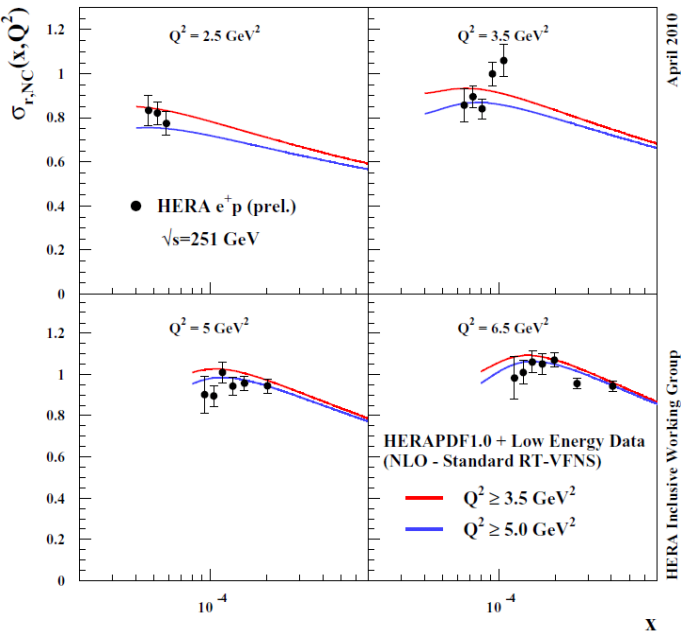 σr,NC(x,Q²)
April 2010
Q² = 2.5 GeV²
Q² = 3.5 GeV²
1.2
1
0.8
0.6
0.4
0.2
0
HERA e⁺p (prel.)
√s=251 GeV
Q² = 5 GeV²
Q² = 6.5 GeV²
1.2
1
0.8
0.6
0.4
0.2
0
HERAPDF1.0 + Low Energy Data
(NLO - Standard RT-VFNS)
Q² ≥ 3.5 GeV²
Q² ≥ 5.0 GeV²
10⁻⁴
10⁻⁴
x
HERA Inclusive Working Group